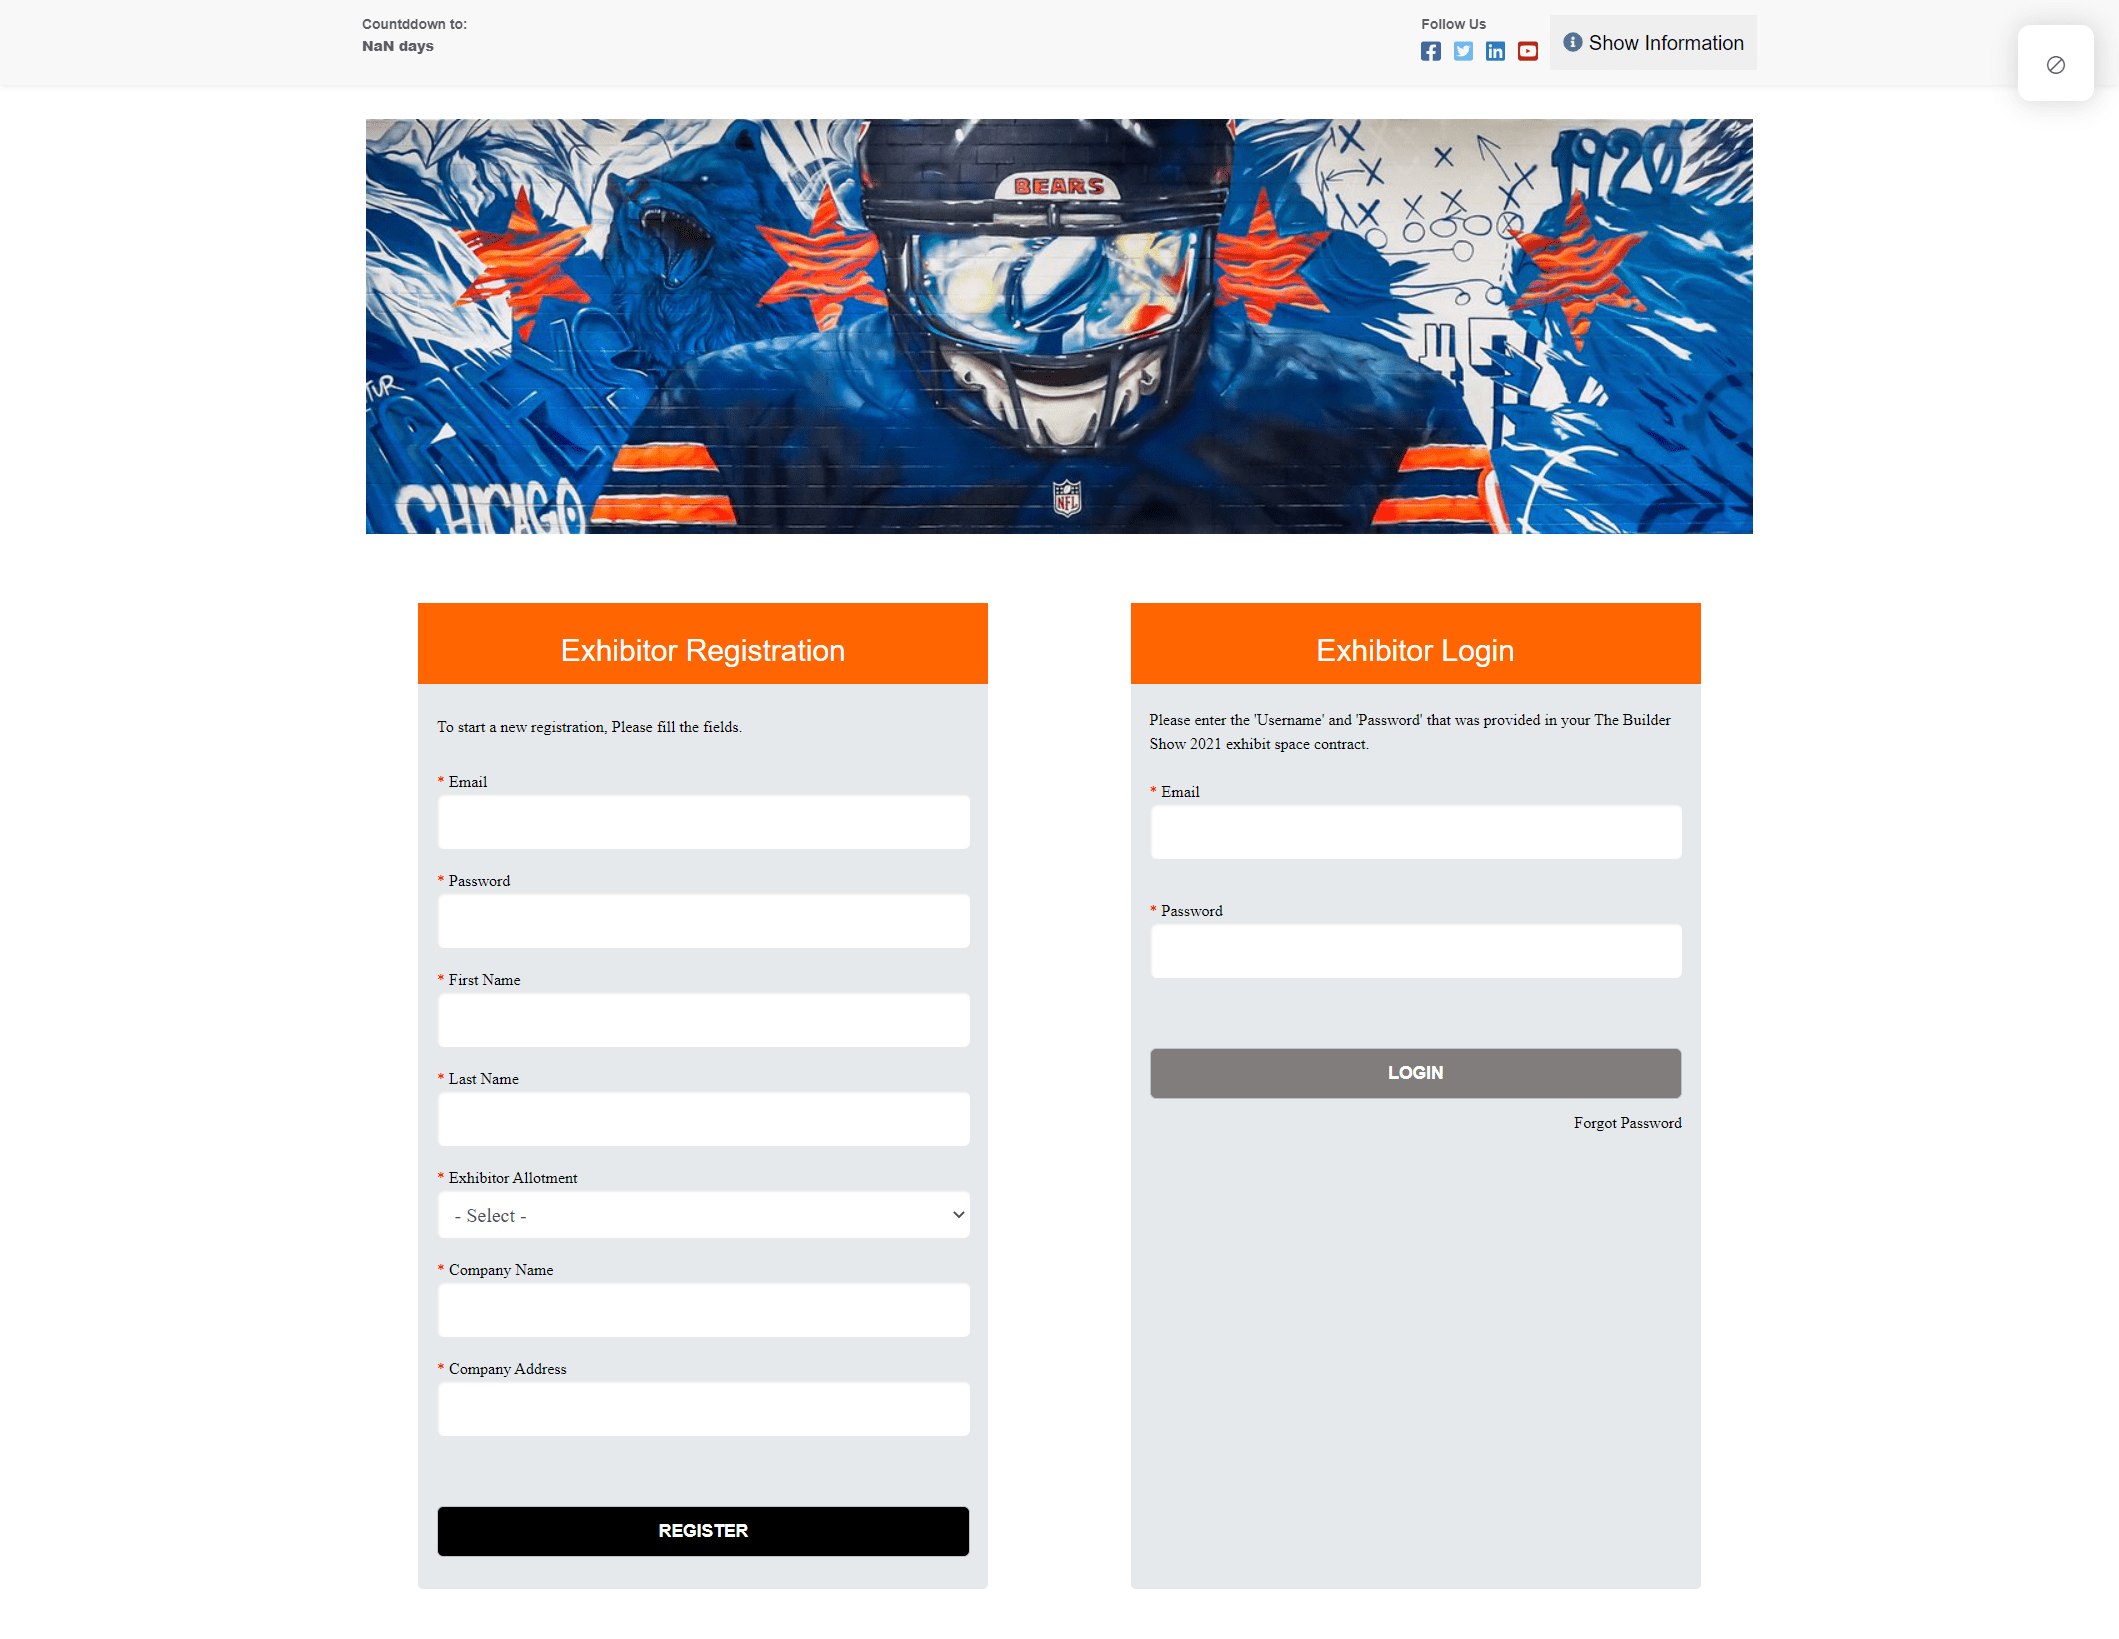 Countddown to:
NaN days
Follow Us
Show Information
BEARS
1920
NFL
CHICAGO
Exhibitor Registration
To start a new registration, Please fill the fields.
* Email
* Password
* First Name
* Last Name
* Exhibitor Allotment
- Select -
* Company Name
* Company Address
REGISTER
Exhibitor Login
Please enter the 'Username' and 'Password' that was provided in your The Builder
Show 2021 exhibit space contract.
* Email
* Password
LOGIN
Forgot Password